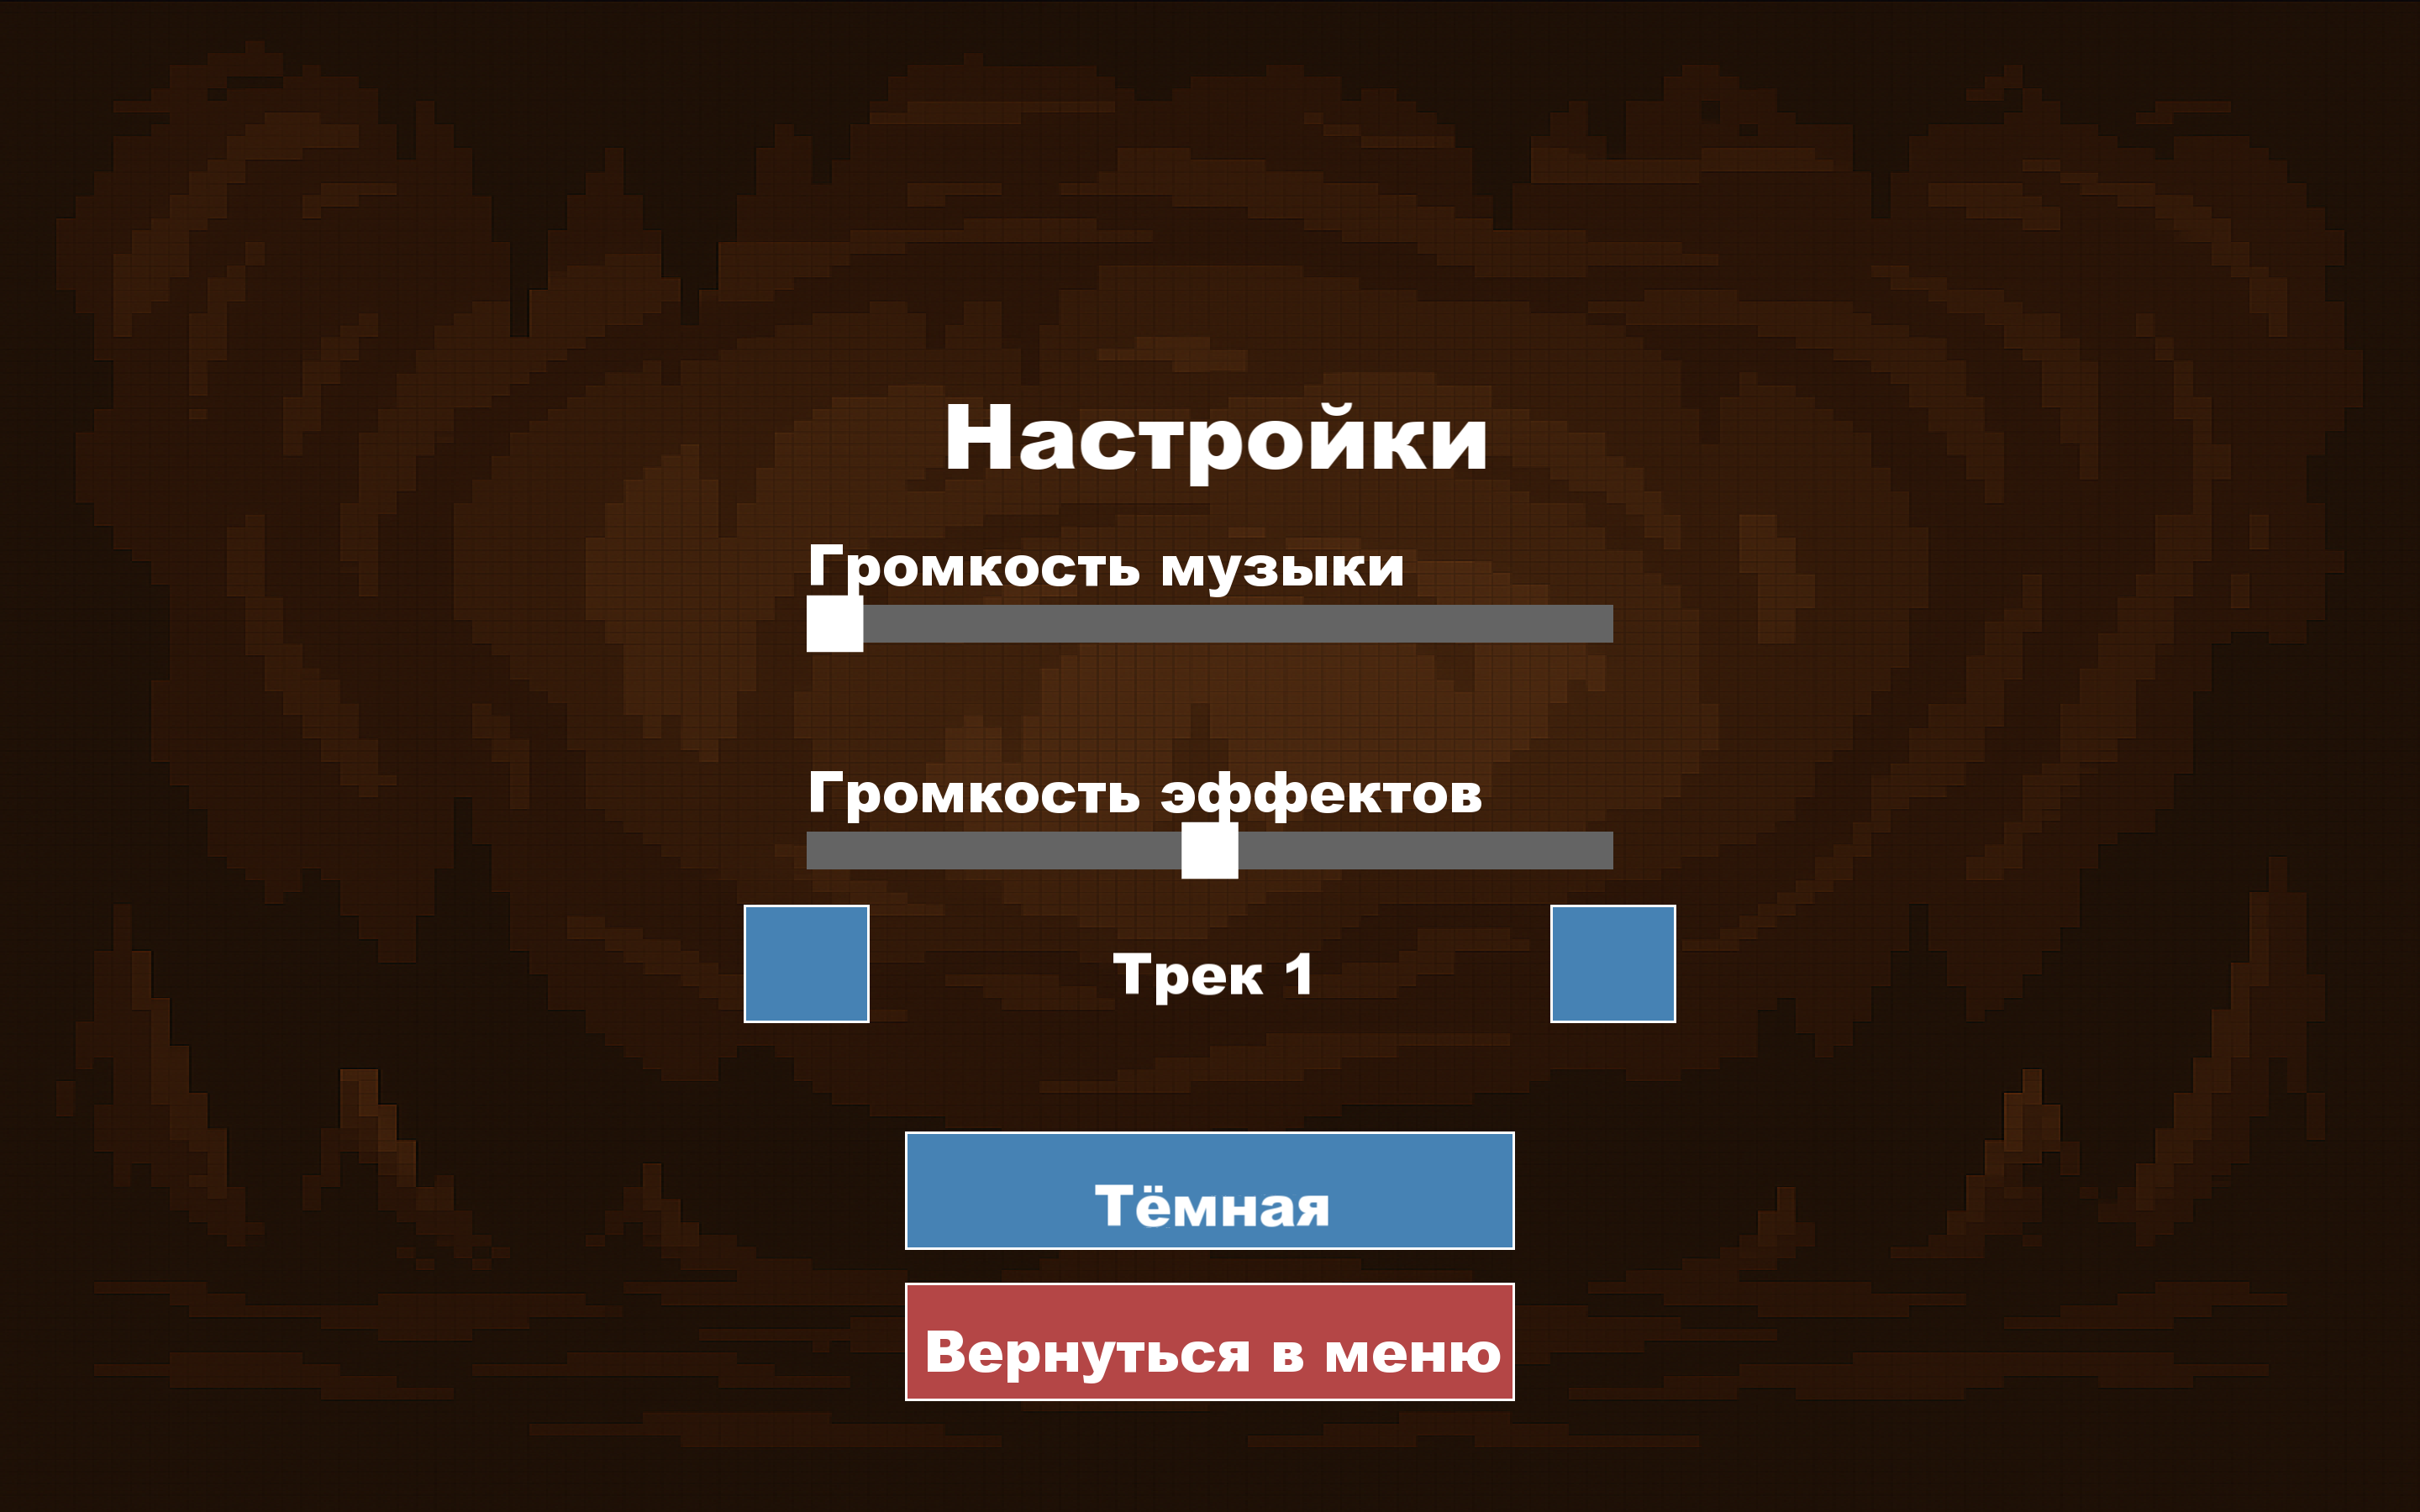 Настройки
Громкость музыки
Громкость эффектов
Трек 1
Тёмная
Вернуться в меню